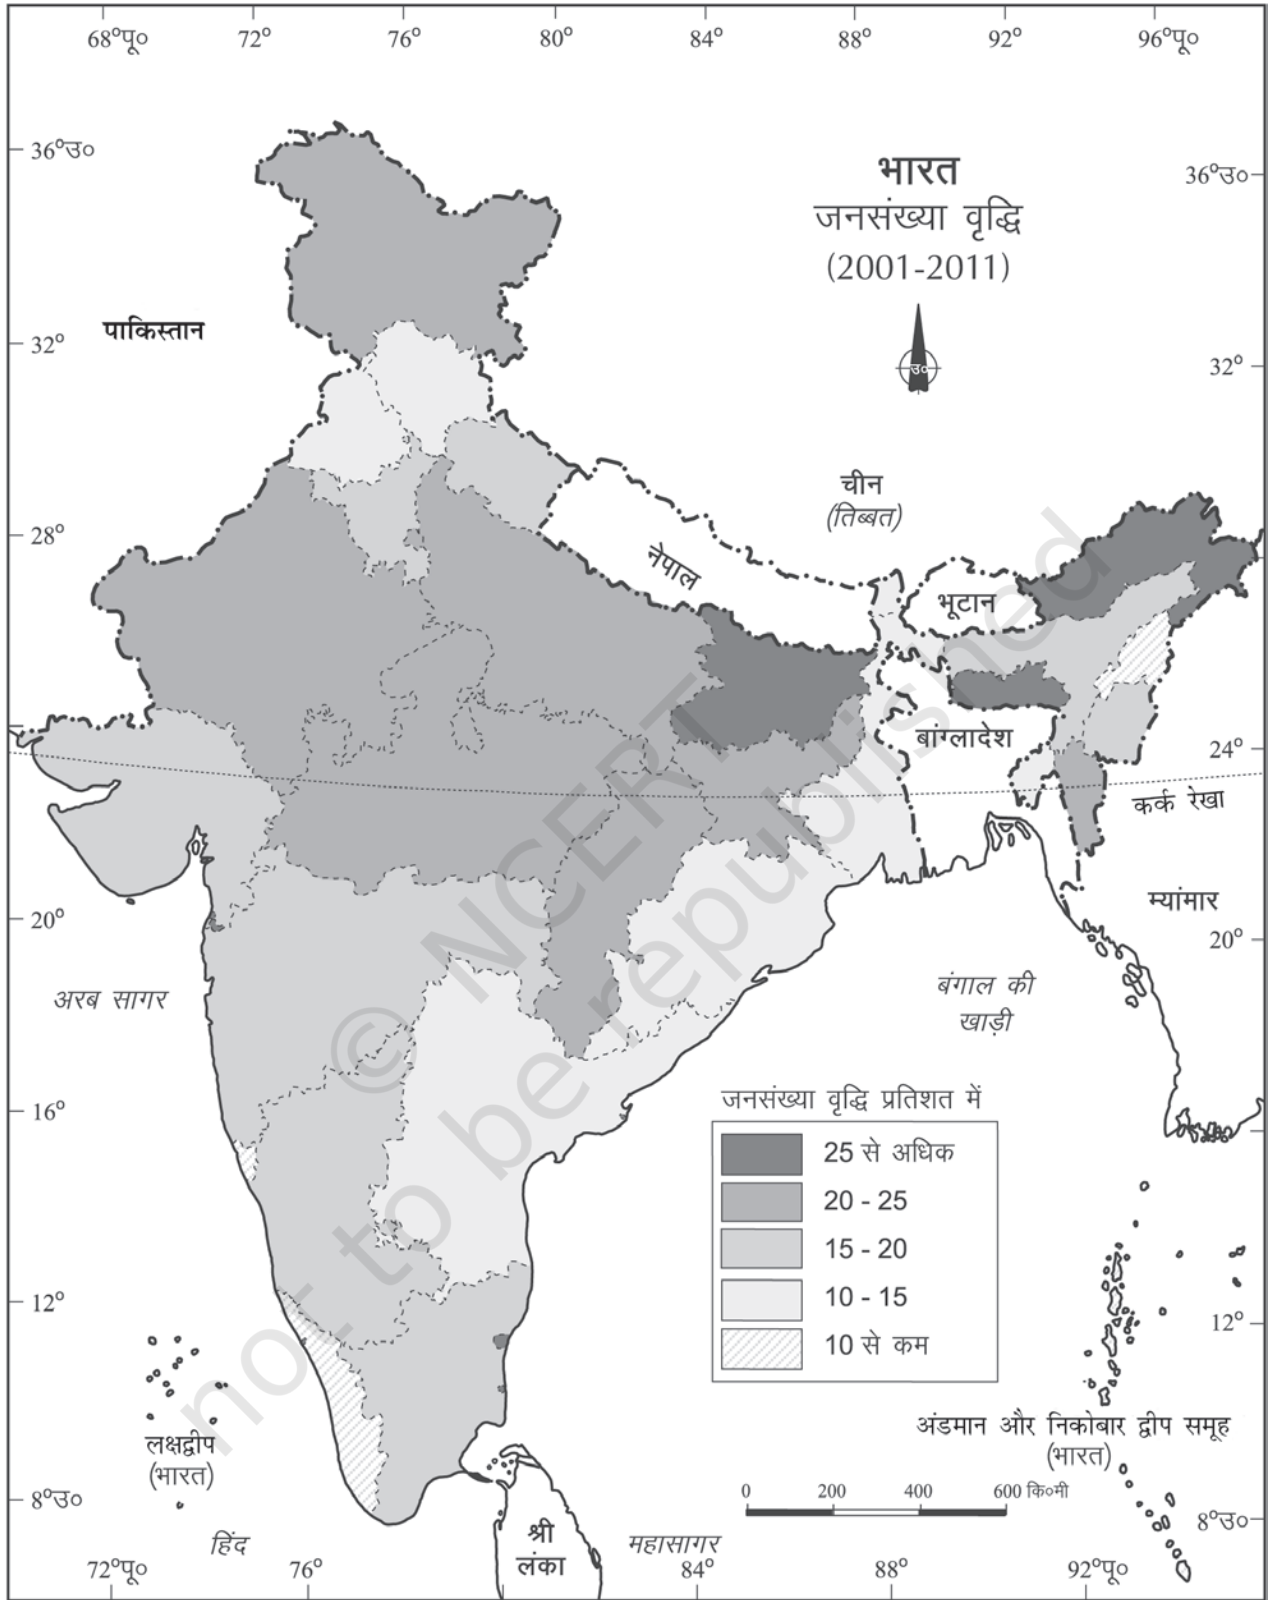 68°पू० 72° 76° 80° 84° 88° 92° 96°पू०
36°उ०
भारत
जनसंख्या वृद्धि
(2001-2011)
36°उ०
उ०
पाकिस्तान
32°
32°
चीन
(तिब्बत)
28°
नेपाल
भूटान
बांग्लादेश
24°
कर्क रेखा
म्यांमार
20°
20°
अरब सागर
बंगाल की
खाड़ी
© NCERT
not to be republished
16°
जनसंख्या वृद्धि प्रतिशत में
25 से अधिक
20 - 25
15 - 20
10 - 15
10 से कम
12°
12°
लक्षद्वीप
(भारत)
अंडमान और निकोबार द्वीप समूह
(भारत)
0 200 400 600 कि०मी
8°उ०
8°उ०
श्री
लंका
हिंद
महासागर
72°पू० 76° 84° 88° 92°पू०